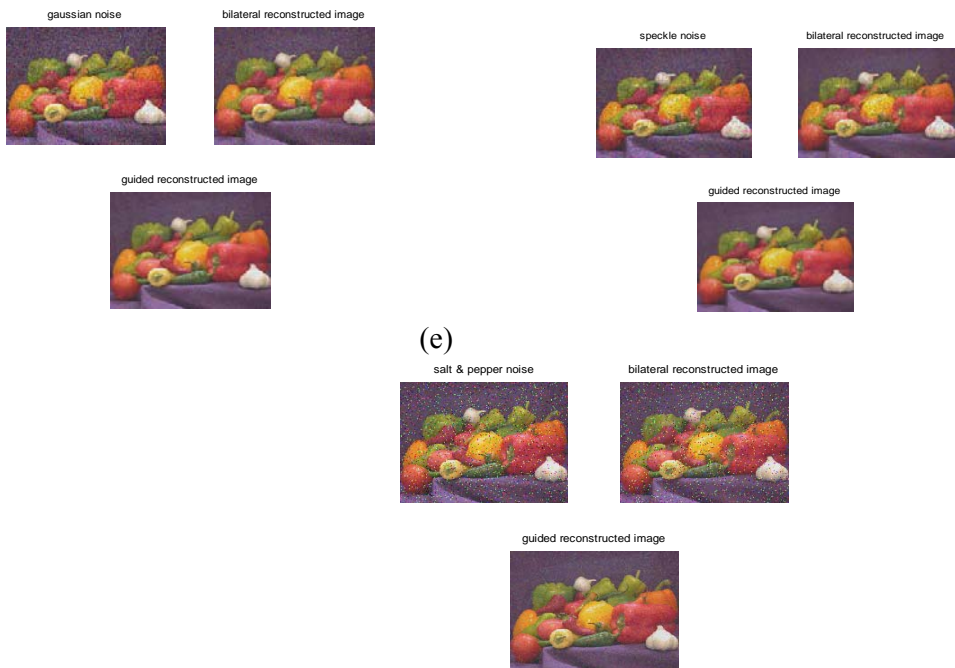 gaussian noise
bilateral reconstructed image
guided reconstructed image
speckle noise
bilateral reconstructed image
guided reconstructed image
(e)
salt & pepper noise
bilateral reconstructed image
guided reconstructed image